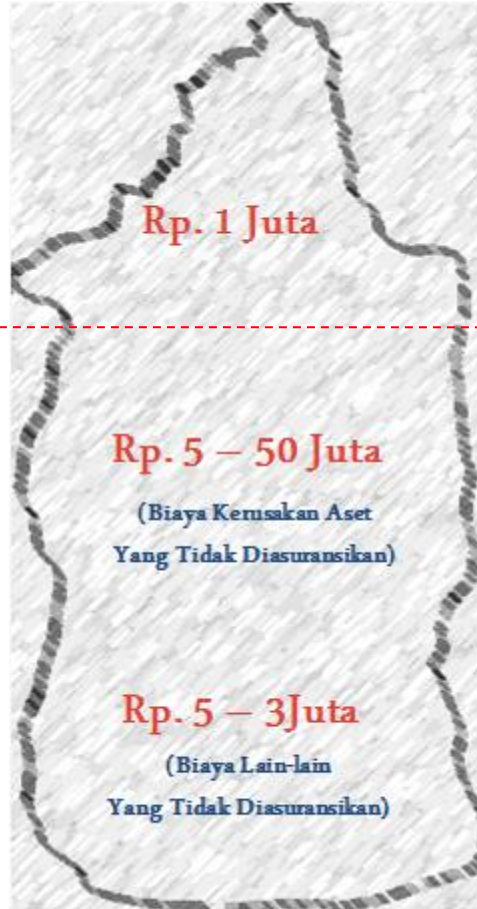 Rp. 1 Juta
Rp. 5 – 50 Juta
(Biaya Kerusakan Aset
Yang Tidak Diasuransikan)
Rp. 5 – 3Juta
(Biaya Lain-lain
Yang Tidak Diasuransikan)